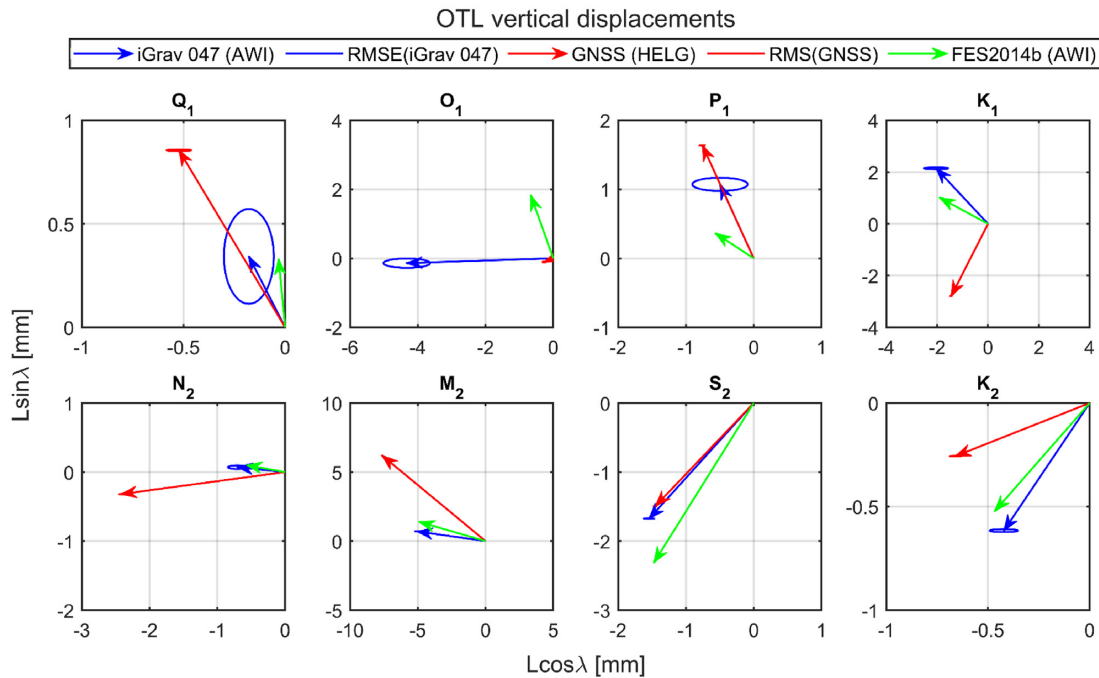 OTL vertical displacements
iGrav 047 (AWI) RMSE(iGrav 047) GNSS (HELG) RMS(GNSS) FES2014b (AWI)
Q1 O1 P1 K1
1 4 2 4
2 1 2
0.5 0 0
0 -2
0 -2 -1 -4
-1 -0.5 0 -6 -4 -2 0 -2 -1 0 1 -4 -2 0 2 4
N2 M2 S2 K2
1 10 0 0
0 5 -1 -0.5
-1 0 -2
-2 -5 -3 -1
-3 -2 -1 0 -10 -5 0 5 -2 -1 0 1 -1 -0.5 0
Lsinλ [mm]
Lcosλ [mm]